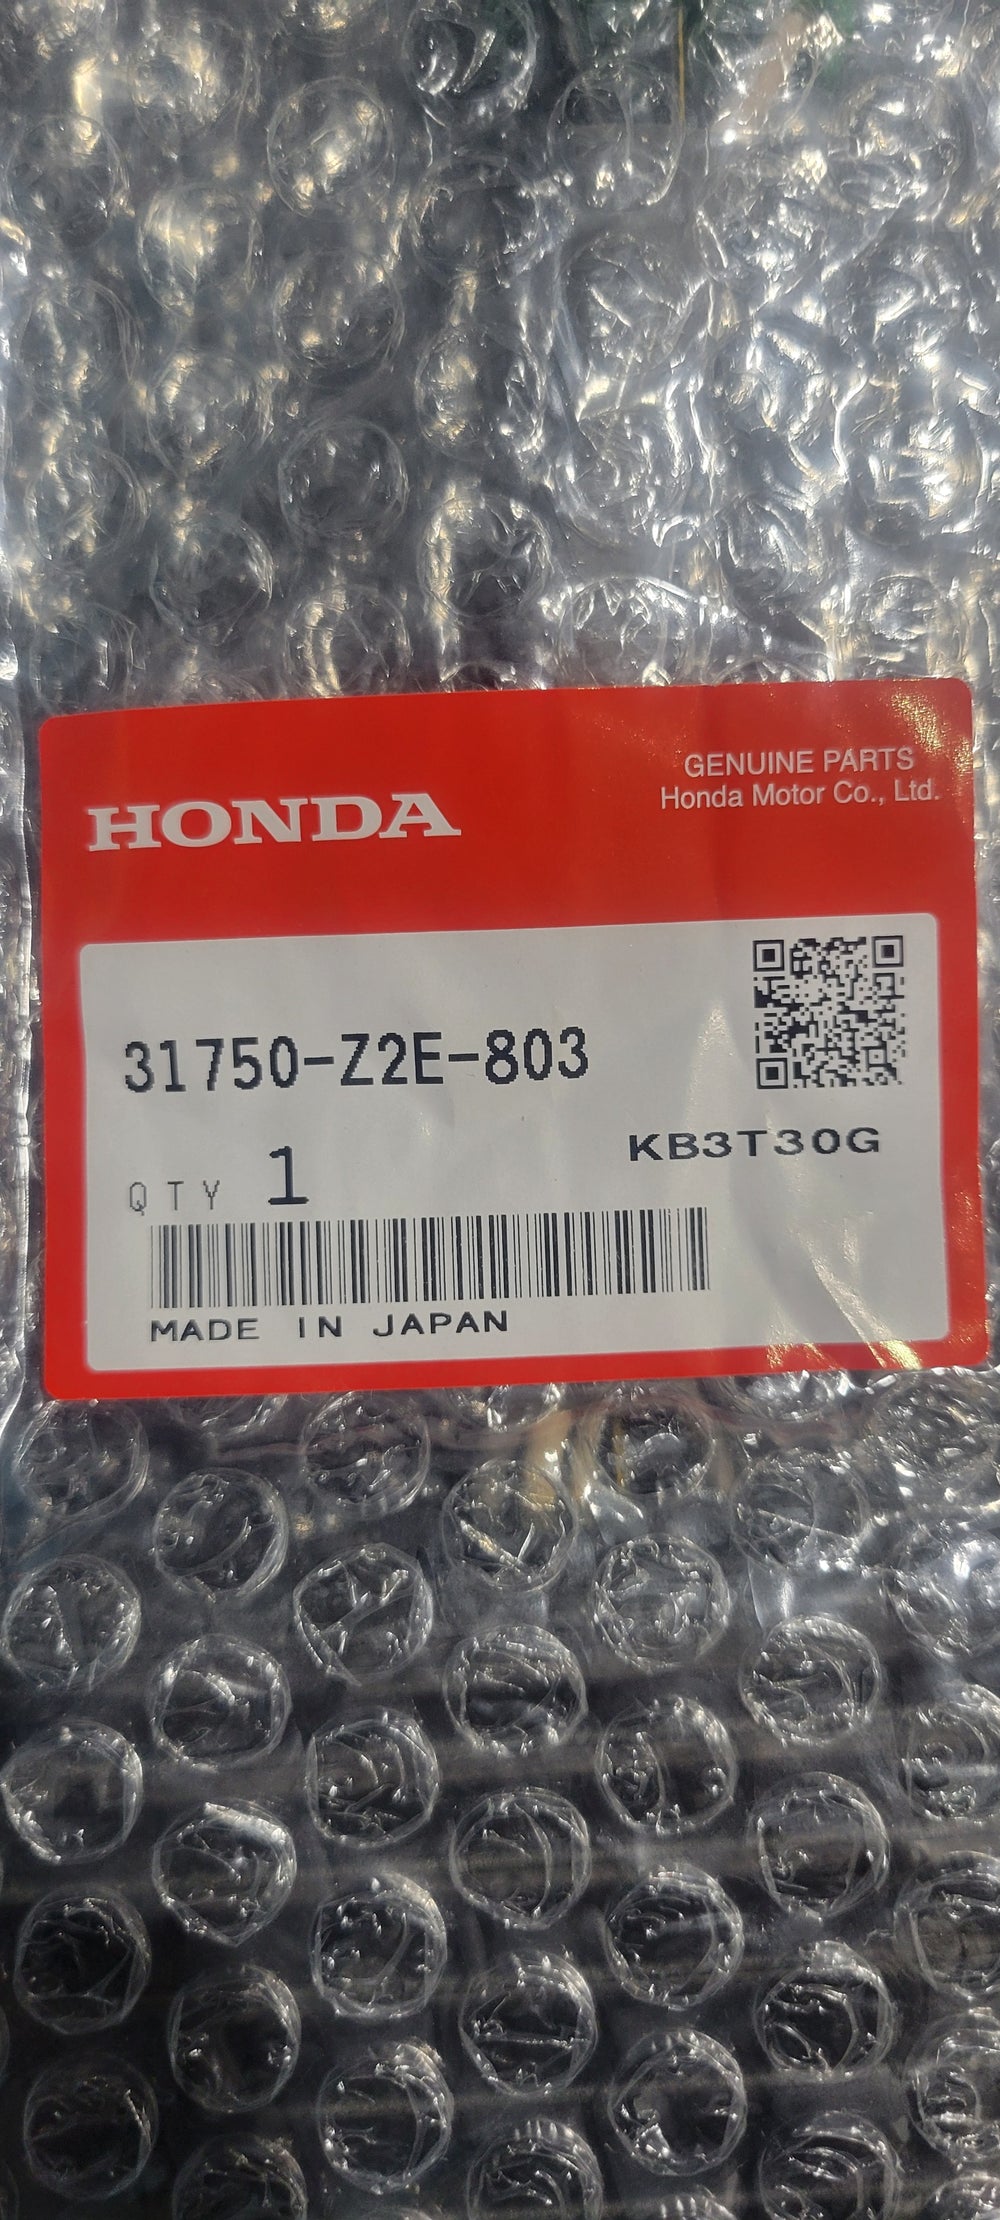 HONDA
GENUINE PARTS
Honda Motor Co., Ltd.
31750-Z2E-803
KB3T30G
QTY 1
MADE IN JAPAN